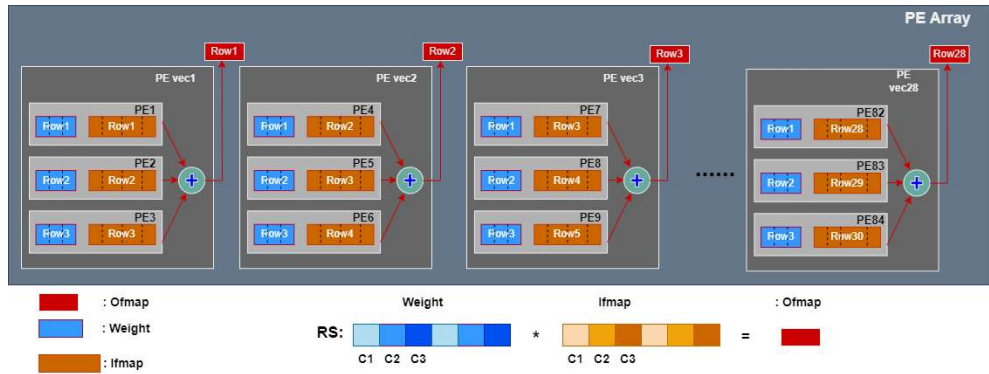 PE Array
Row1
Row2
Row3
Row28
PE vec1
PE vec2
PE vec3
PE
vec28
PE1
Row1
Row1
PE2
Row2
Row2
PE3
Row3
Row3
PE4
Row1
Row2
PE5
Row2
Row3
PE6
Row3
Row4
PE7
Row1
Row3
PE8
Row2
Row4
PE9
Row3
Row5
......
PE82
Row1
Row28
PE83
Row2
Row29
PE84
Row3
Row30
: Ofmap
: Weight
: Ifmap
Weight
Ifmap
: Ofmap
RS:
*
=
C1 C2 C3
C1 C2 C3